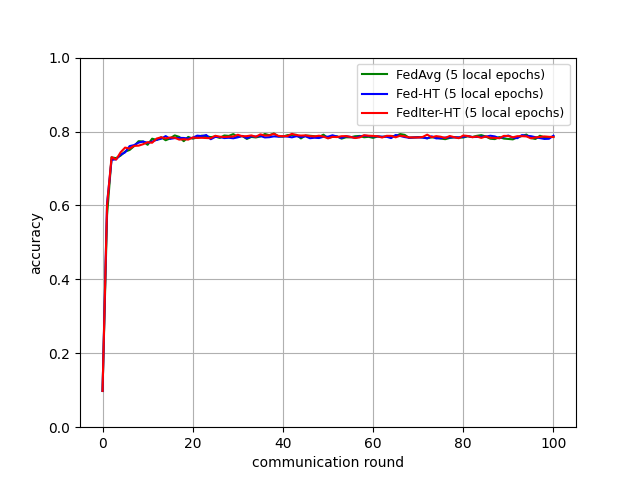 1.0
0.8
0.6
0.4
0.2
0.0
accuracy
FedAvg (5 local epochs)
Fed-HT (5 local epochs)
FedIter-HT (5 local epochs)
0 20 40 60 80 100
communication round